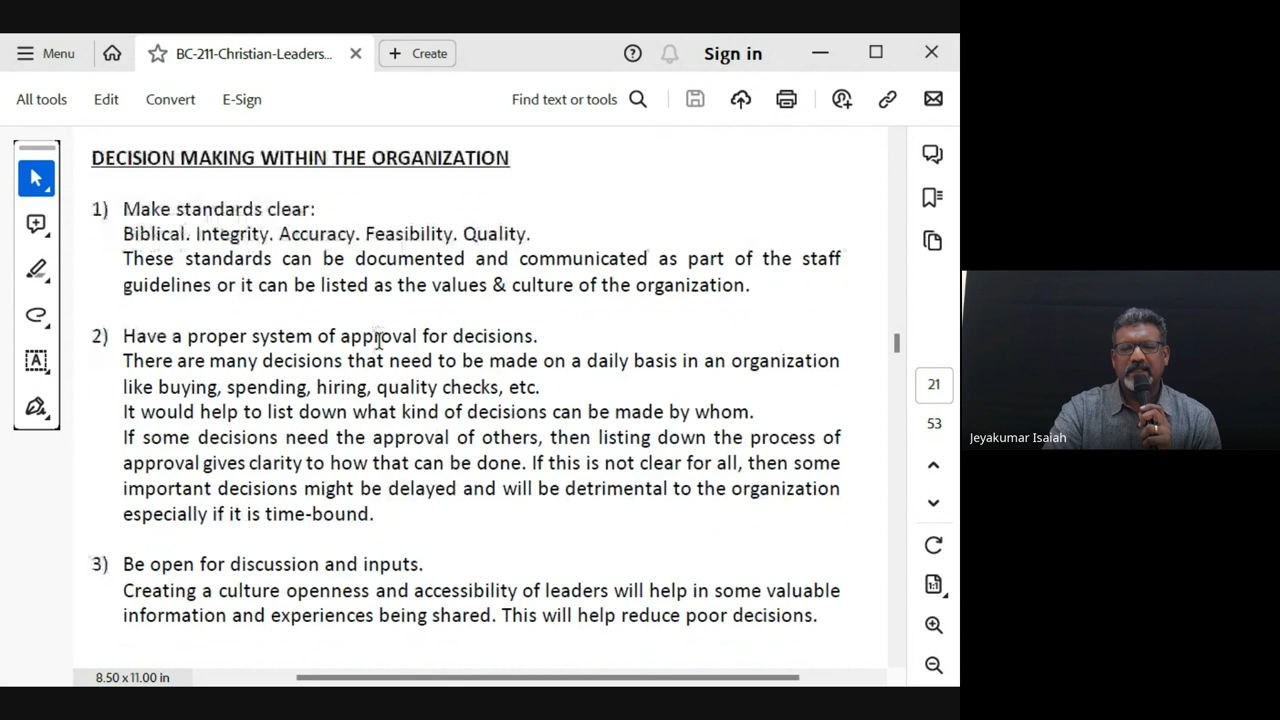 Menu
BC-211-Christian-Leaders...
Create
Sign in
All tools
Edit
Convert
E-Sign
Find text or tools
DECISION MAKING WITHIN THE ORGANIZATION
1) Make standards clear:
Biblical. Integrity. Accuracy. Feasibility. Quality.
These standards can be documented and communicated as part of the staff
guidelines or it can be listed as the values & culture of the organization.
2) Have a proper system of approval for decisions.
There are many decisions that need to be made on a daily basis in an organization
like buying, spending, hiring, quality checks, etc.
It would help to list down what kind of decisions can be made by whom.
If some decisions need the approval of others, then listing down the process of
approval gives clarity to how that can be done. If this is not clear for all, then some
important decisions might be delayed and will be detrimental to the organization
especially if it is time-bound.
3) Be open for discussion and inputs.
Creating a culture openness and accessibility of leaders will help in some valuable
information and experiences being shared. This will help reduce poor decisions.
8.50 x 11.00 in
21
53
1:1
Jeyakumar Isaiah